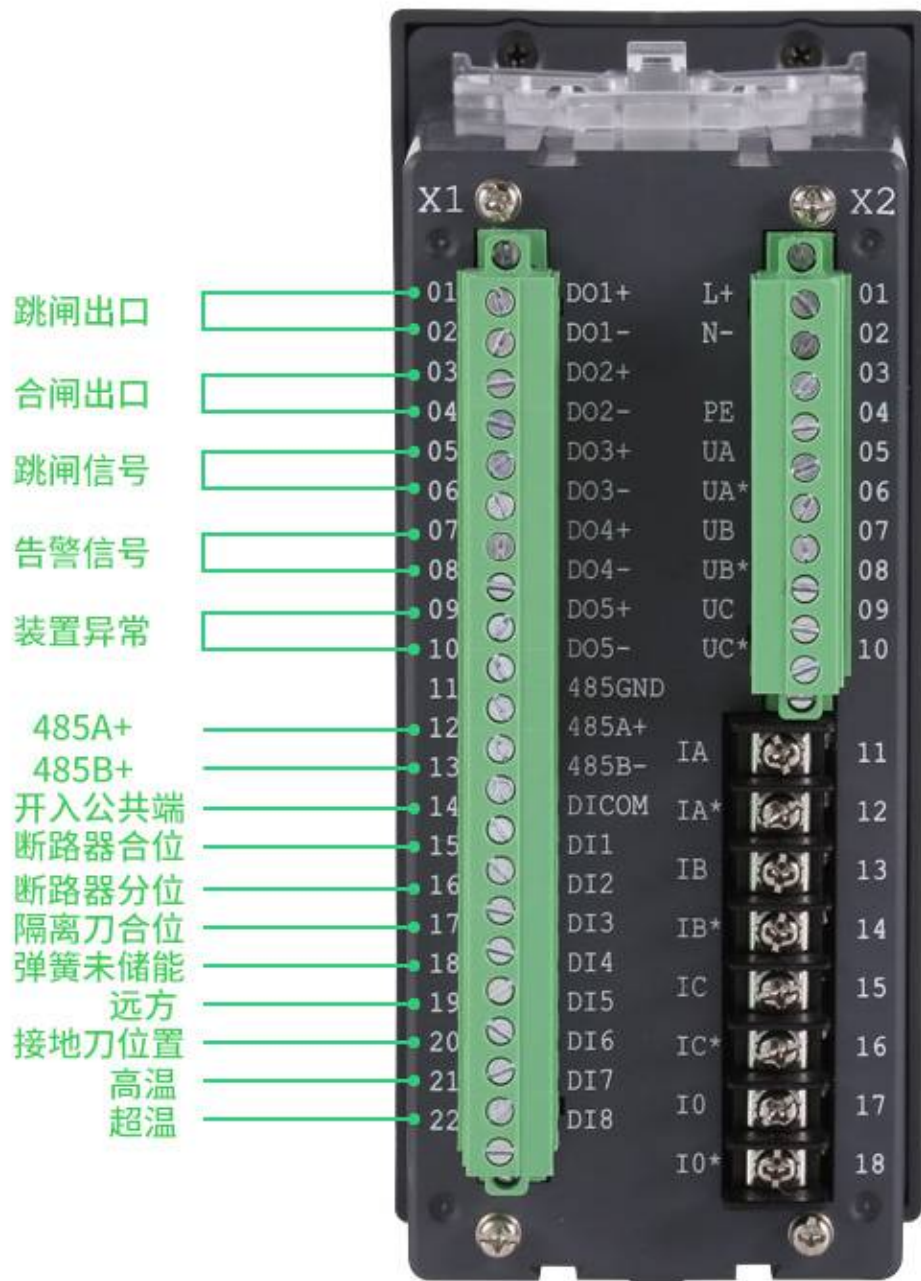 X1 X2
跳闸出口 01 DO1+ L+ 01
02 DO1- N- 02
合闸出口 03 DO2+ 03
04 DO2- PE 04
跳闸信号 05 DO3+ UA 05
06 DO3- UA* 06
告警信号 07 DO4+ UB 07
08 DO4- UB* 08
装置异常 09 DO5+ UC 09
10 DO5- UC* 10
11 485GND
485A+ 12 485A+ IA 11
485B+ 13 485B-
开入公共端 14 DICOM IA* 12
断路器合位 15 DI1
断路器分位 16 DI2 IB 13
隔离刀合位 17 DI3 IB* 14
弹簧未储能 18 DI4
远方 19 DI5 IC 15
接地刀位置 20 DI6 IC* 16
高温 21 DI7 I0 17
超温 22 DI8
I0* 18